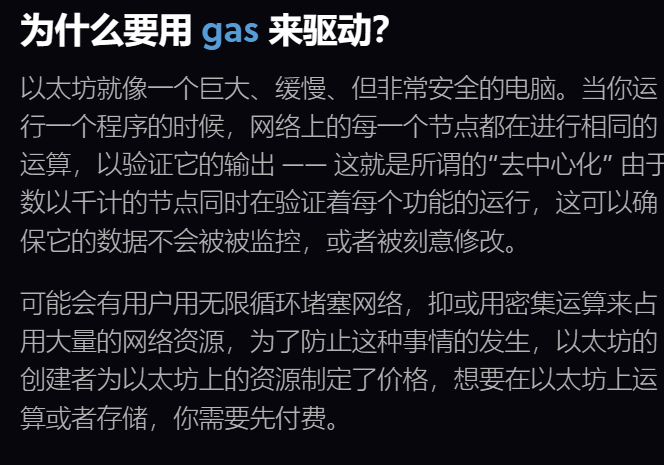 为什么要用 gas 来驱动?
以太坊就像一个巨大、缓慢、但非常安全的电脑。当你运
行一个程序的时候，网络上的每一个节点都在进行相同的
运算，以验证它的输出 —— 这就是所谓的"去中心化" 由于
数以千计的节点同时在验证着每个功能的运行，这可以确
保它的数据不会被被监控，或者被刻意修改。
可能会有用户用无限循环堵塞网络，抑或用密集运算来占
用大量的网络资源，为了防止这种事情的发生，以太坊的
创建者为以太坊上的资源制定了价格，想要在以太坊上运
算或者存储，你需要先付费。